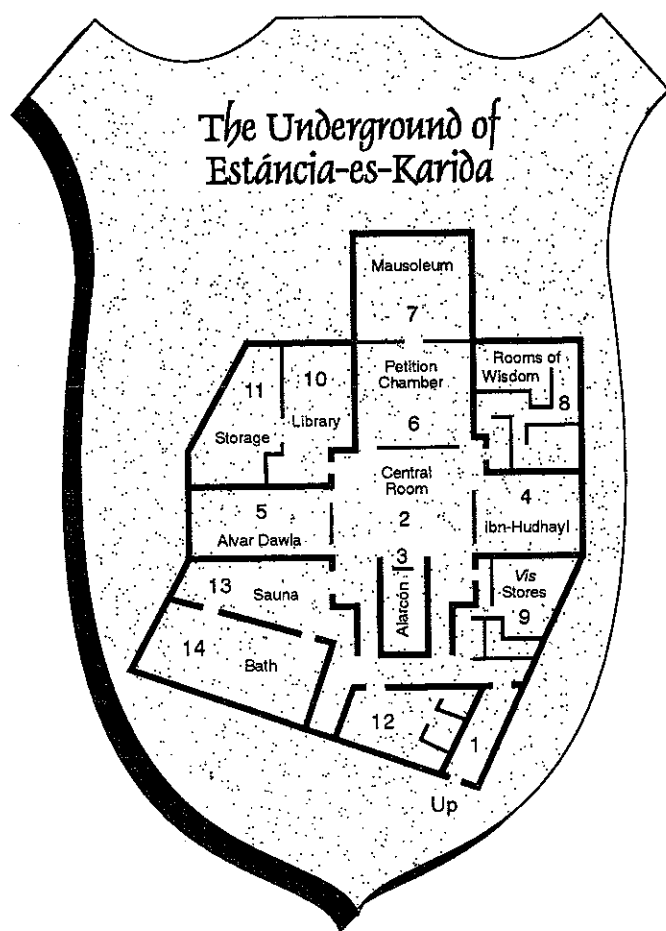 The Underground of
Estáncia-es-Karida
Mausoleum
7
Petition
Chamber
6
Rooms of
Wisdom
8
11
Storage
10
Library
Central
Room
2
5
Alvar Dawla
4
ibn-Hudhayl
3
Alarcón
13
Sauna
Vis
Stores
9
14
Bath
12
1
Up